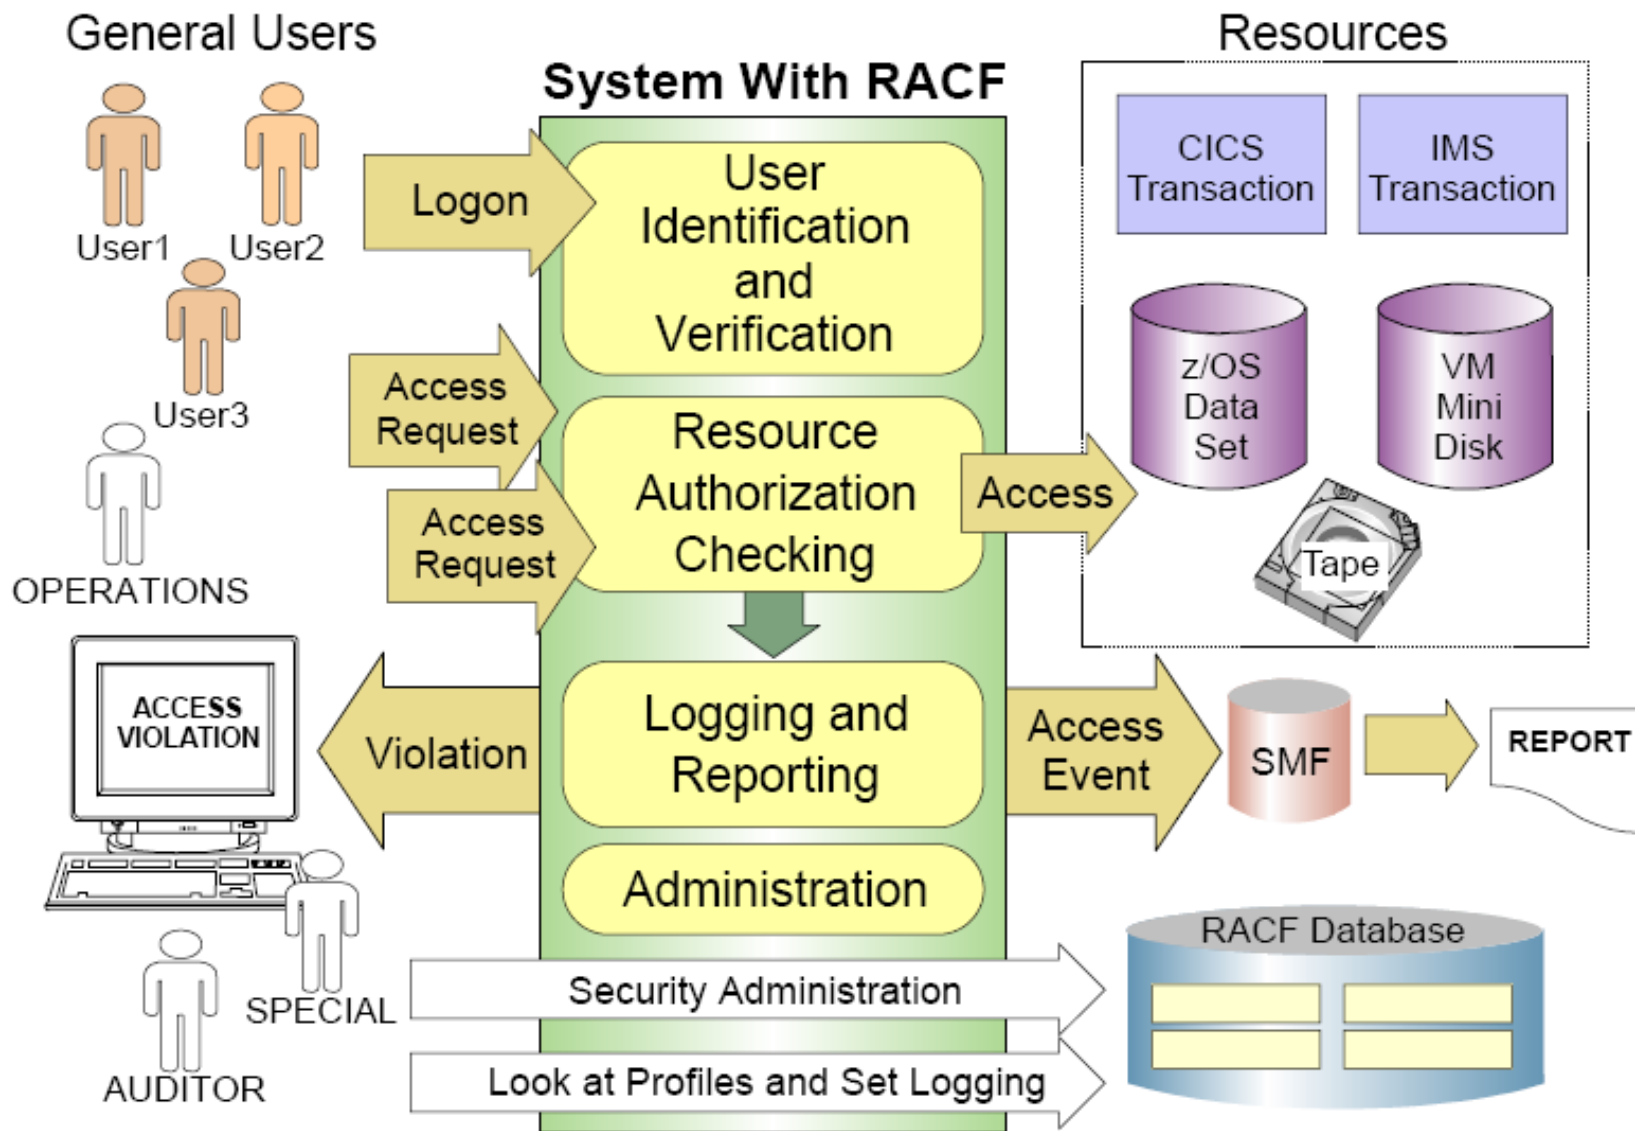 General Users
Resources
System With RACF
User1
User2
User3
OPERATIONS
Logon
User
Identification
and
Verification
CICS
Transaction
IMS
Transaction
Access
Request
Access
Request
Resource
Authorization
Checking
Access
z/OS
Data
Set
VM
Mini
Disk
Tape
ACCESS
VIOLATION
Violation
Logging and
Reporting
Access
Event
SMF
REPORT
Administration
RACF Database
SPECIAL
AUDITOR
Security Administration
Look at Profiles and Set Logging